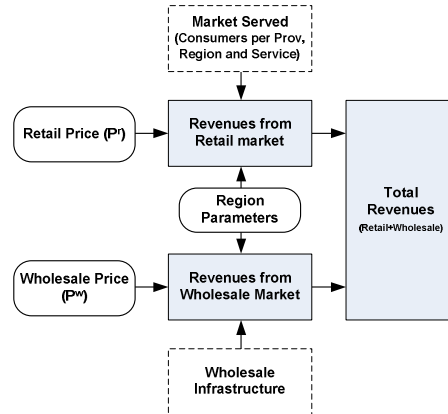 Market Served
(Consumers per Prov,
Region and Service)
Retail Price (Pʳ)
Revenues from
Retail market
Region
Parameters
Total
Revenues
(Retail+Wholesale)
Wholesale Price
(Pʷ)
Revenues from
Wholesale Market
Wholesale
Infrastructure